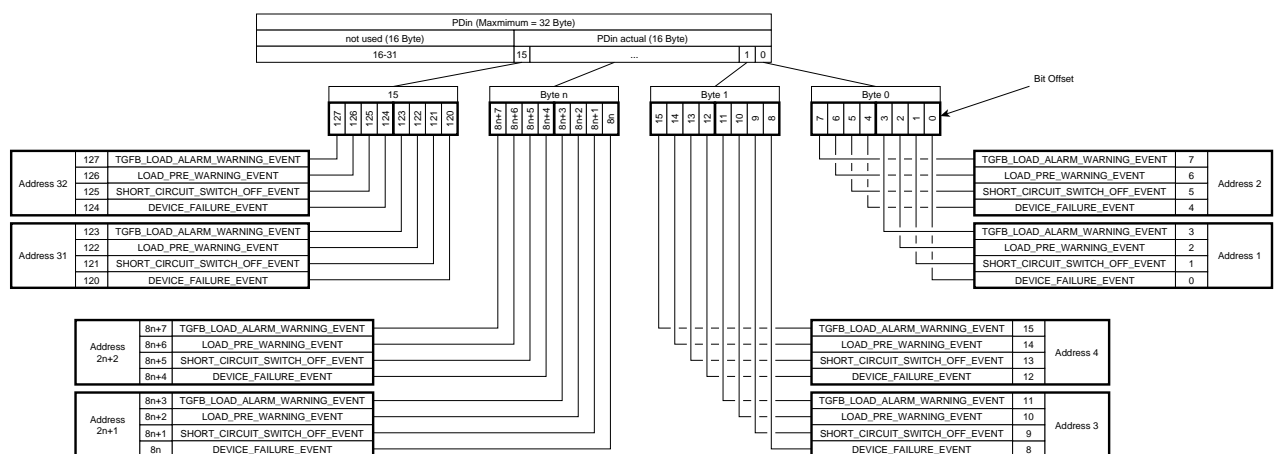 PDin (Maxmimum = 32 Byte)
not used (16 Byte) PDin actual (16 Byte)
16-31 15 ... 1 0
Bit Offset
15 Byte n Byte 1 Byte 0
127 126 125 124 123 122 121 120 8n+7 8n+6 8n+5 8n+4 8n+3 8n+2 8n+1 8n 15 14 13 12 11 10 9 8 7 6 5 4 3 2 1 0
Address 32
127 TGFB_LOAD_ALARM_WARNING_EVENT
126 LOAD_PRE_WARNING_EVENT
125 SHORT_CIRCUIT_SWITCH_OFF_EVENT
124 DEVICE_FAILURE_EVENT
Address 31
123 TGFB_LOAD_ALARM_WARNING_EVENT
122 LOAD_PRE_WARNING_EVENT
121 SHORT_CIRCUIT_SWITCH_OFF_EVENT
120 DEVICE_FAILURE_EVENT
TGFB_LOAD_ALARM_WARNING_EVENT 7
LOAD_PRE_WARNING_EVENT 6
SHORT_CIRCUIT_SWITCH_OFF_EVENT 5
DEVICE_FAILURE_EVENT 4
Address 2
TGFB_LOAD_ALARM_WARNING_EVENT 3
LOAD_PRE_WARNING_EVENT 2
SHORT_CIRCUIT_SWITCH_OFF_EVENT 1
DEVICE_FAILURE_EVENT 0
Address 1
Address
2n+2
8n+7 TGFB_LOAD_ALARM_WARNING_EVENT
8n+6 LOAD_PRE_WARNING_EVENT
8n+5 SHORT_CIRCUIT_SWITCH_OFF_EVENT
8n+4 DEVICE_FAILURE_EVENT
Address
2n+1
8n+3 TGFB_LOAD_ALARM_WARNING_EVENT
8n+2 LOAD_PRE_WARNING_EVENT
8n+1 SHORT_CIRCUIT_SWITCH_OFF_EVENT
8n DEVICE_FAILURE_EVENT
TGFB_LOAD_ALARM_WARNING_EVENT 15
LOAD_PRE_WARNING_EVENT 14
SHORT_CIRCUIT_SWITCH_OFF_EVENT 13
DEVICE_FAILURE_EVENT 12
Address 4
TGFB_LOAD_ALARM_WARNING_EVENT 11
LOAD_PRE_WARNING_EVENT 10
SHORT_CIRCUIT_SWITCH_OFF_EVENT 9
DEVICE_FAILURE_EVENT 8
Address 3